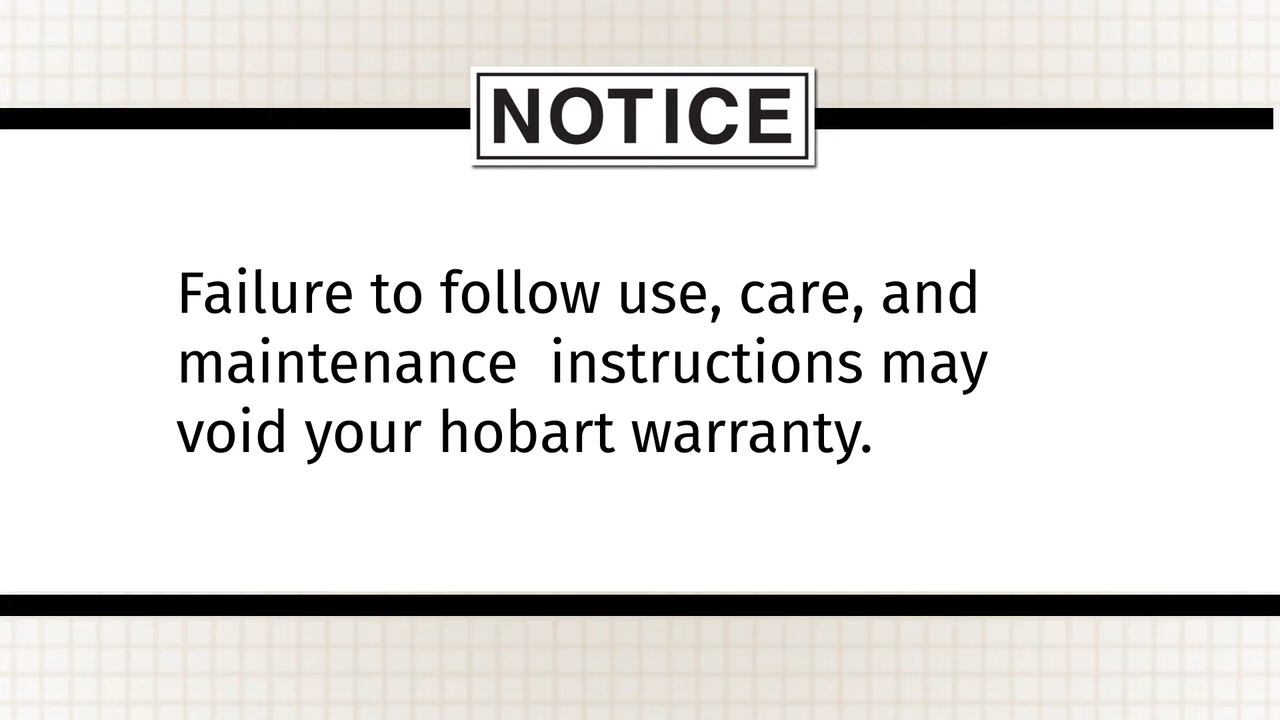 NOTICE
Failure to follow use, care, and
maintenance  instructions may
void your hobart warranty.